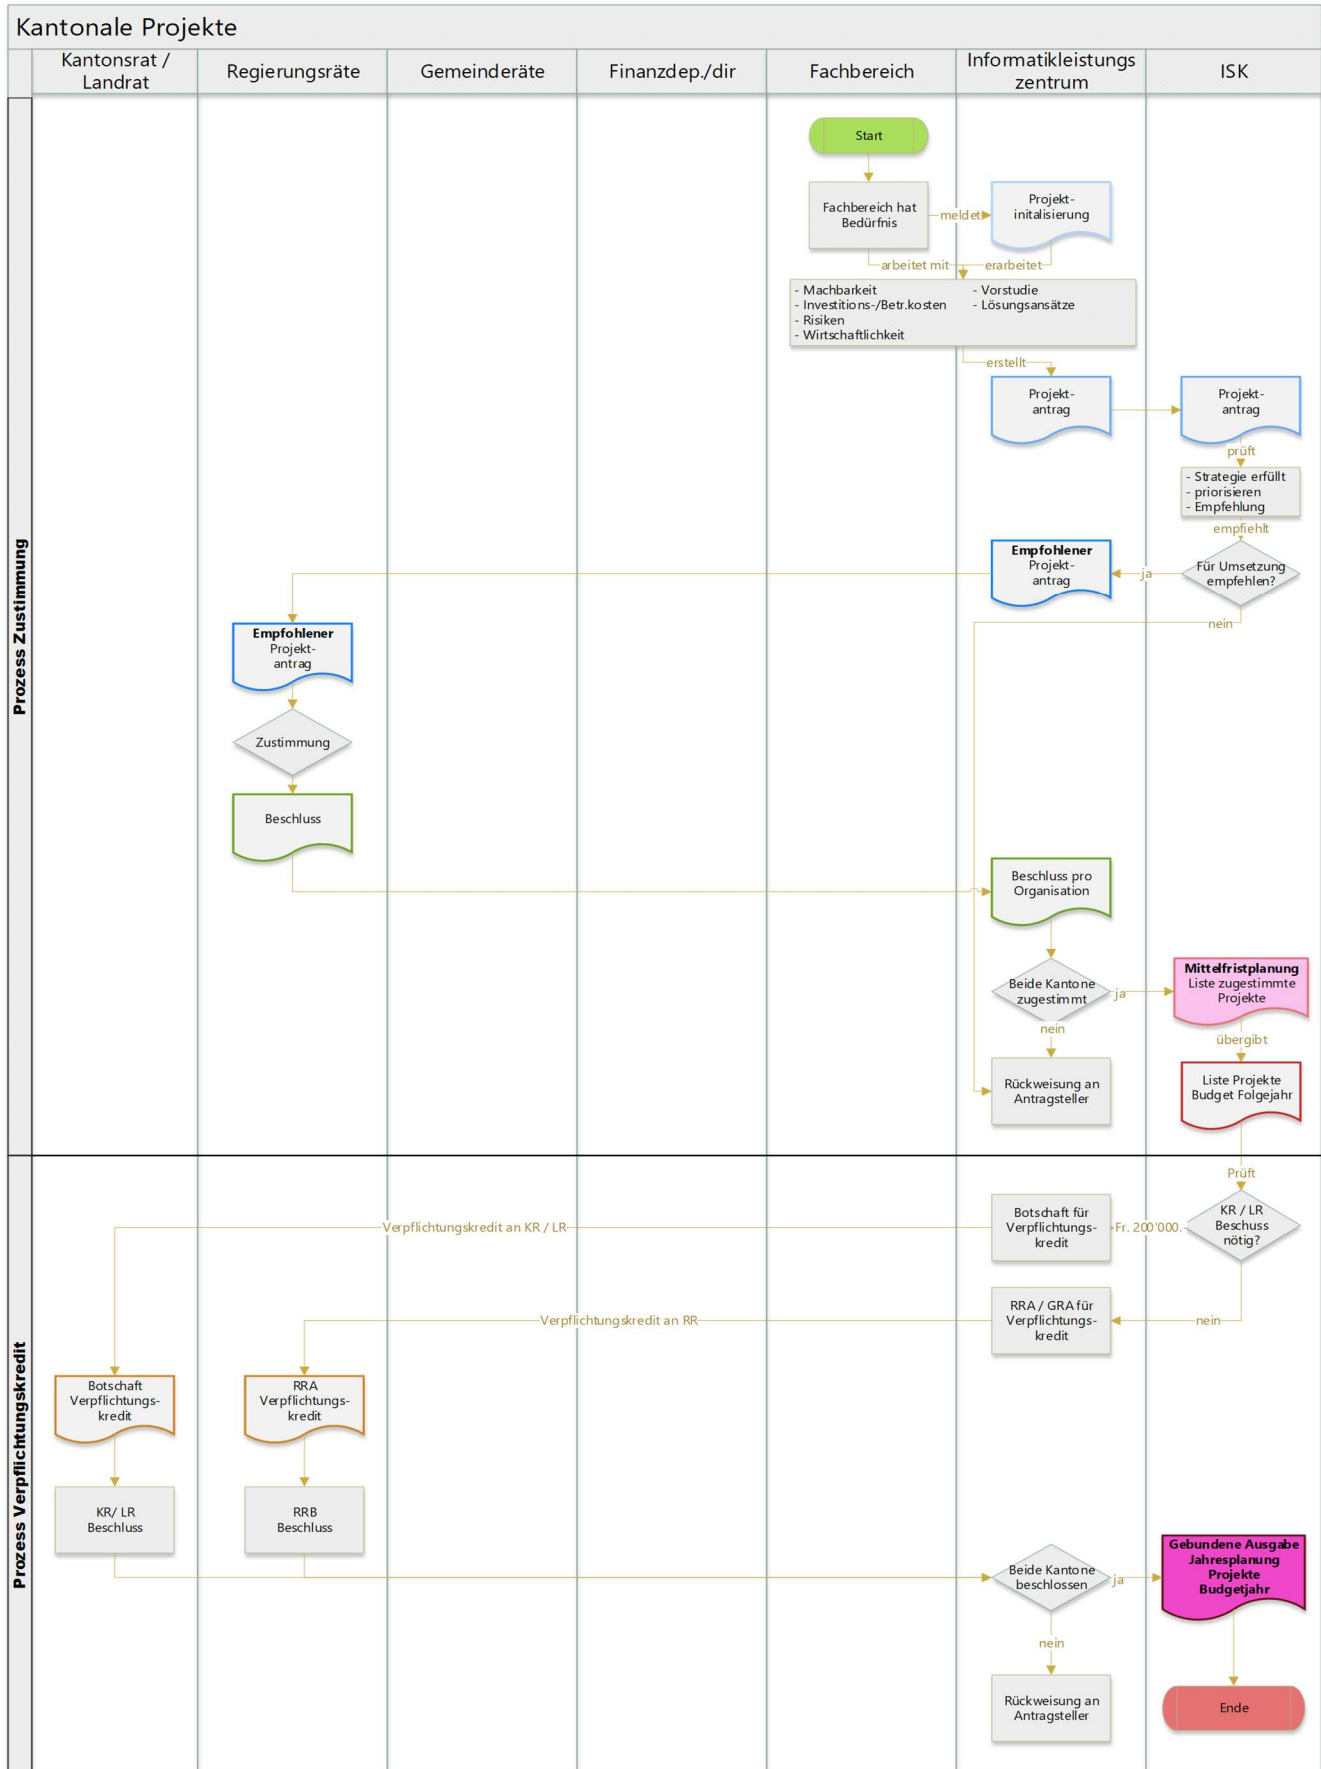 Kantonale Projekte
Kantonsrat /
Landrat
Regierungsräte
Gemeinderäte
Finanzdep./dir
Fachbereich
Informatikleistungs
zentrum
ISK
Prozess Zustimmung
Start
Fachbereich hat
Bedürfnis
meldet
Projekt-
initalisierung
arbeitet mit
erarbeitet
- Machbarkeit
- Investitions-/Betr.kosten
- Risiken
- Wirtschaftlichkeit
- Vorstudie
- Lösungsansätze
erstellt
Projekt-
antrag
Projekt-
antrag
prüft
- Strategie erfüllt
- priorisieren
- Empfehlung
empfiehlt
Für Umsetzung
empfehlen?
ja
Empfohlener
Projekt-
antrag
nein
Empfohlener
Projekt-
antrag
Zustimmung
Beschluss
Beschluss pro
Organisation
Beide Kantone
zugestimmt
ja
Mittelfristplanung
Liste zugestimmte
Projekte
nein
übergibt
Rückweisung an
Antragsteller
Liste Projekte
Budget Folgejahr
Prozess Verpflichtungskredit
Prüft
KR / LR
Beschuss
nötig?
Fr. 200'000.
Botschaft für
Verpflichtungs-
kredit
Verpflichtungskredit an KR / LR
nein
RRA / GRA für
Verpflichtungs-
kredit
Verpflichtungskredit an RR
Botschaft
Verpflichtungs-
kredit
RRA
Verpflichtungs-
kredit
KR/ LR
Beschluss
RRB
Beschluss
Beide Kantone
beschlossen
ja
Gebundene Ausgabe
Jahresplanung
Projekte
Budgetjahr
nein
Rückweisung an
Antragsteller
Ende